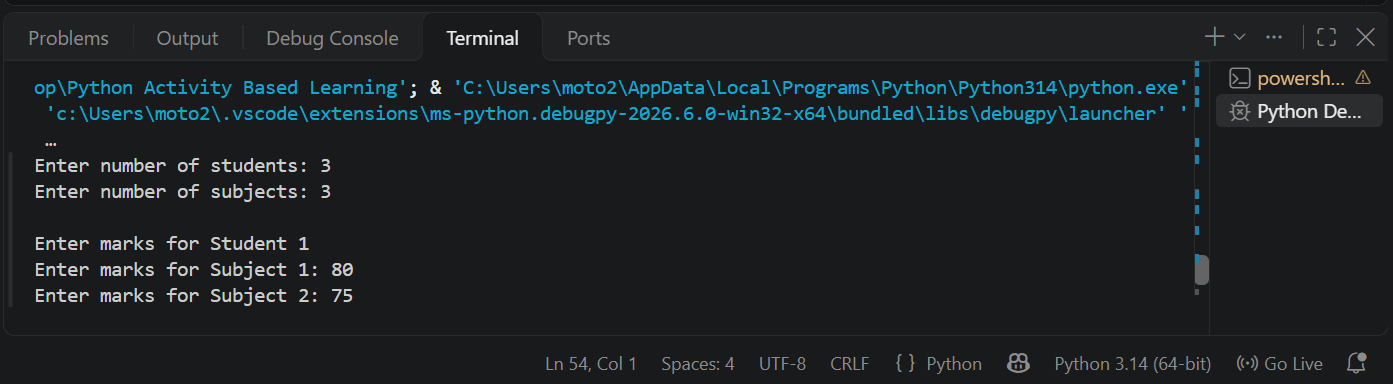 Problems Output Debug Console Terminal Ports
op\Python Activity Based Learning'; & 'C:\Users\moto2\AppData\Local\Programs\Python\Python314\python.exe'
'c:\Users\moto2\.vscode\extensions\ms-python.debugpy-2026.6.0-win32-x64\bundled\libs\debugpy\launcher' '
…
Enter number of students: 3
Enter number of subjects: 3
Enter marks for Student 1
Enter marks for Subject 1: 80
Enter marks for Subject 2: 75
powersh...
Python De...
Ln 54, Col 1 Spaces: 4 UTF-8 CRLF {} Python Python 3.14 (64-bit) Go Live